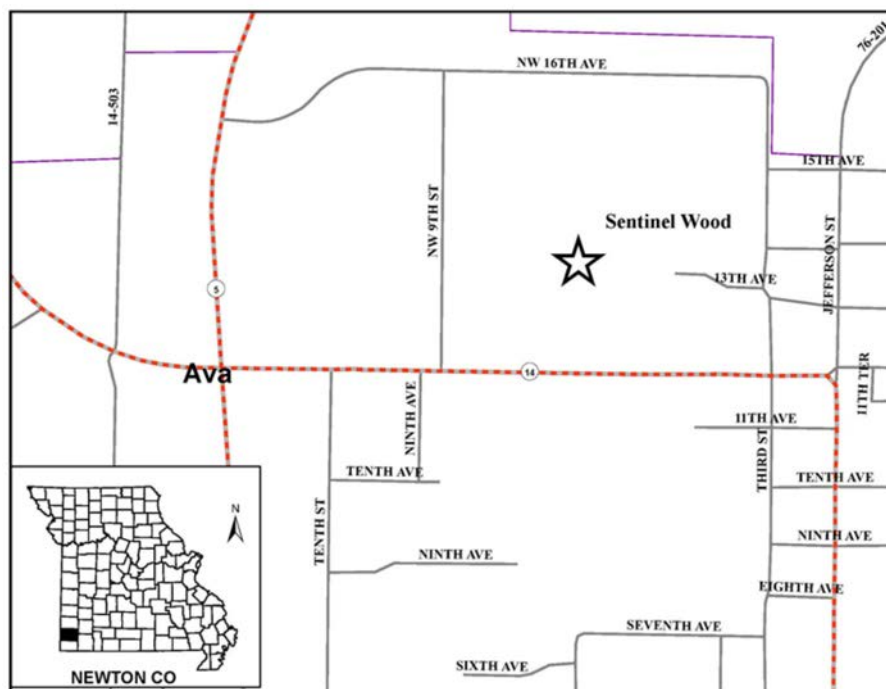 NW 16TH AVE
76-201
14-503
15TH AVE
NW 9TH ST
Sentinel Wood
JEFFERSON ST
13TH AVE
5
Ava
14
11TH TER
NINTH AVE
11TH AVE
THIRD ST
TENTH AVE
TENTH AVE
TENTH ST
N
NINTH AVE
NINTH AVE
EIGHTH AVE
SEVENTH AVE
SIXTH AVE
NEWTON CO